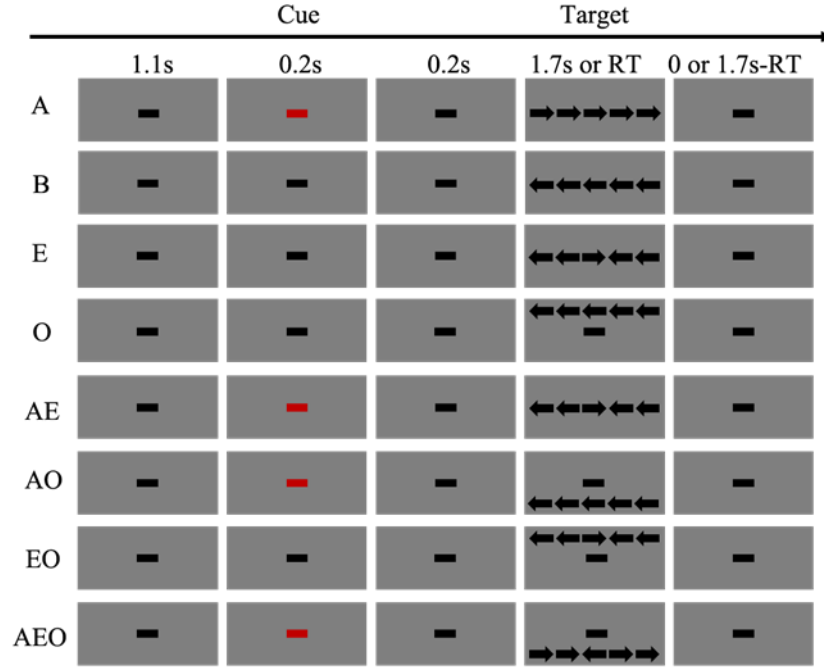 Cue Target
1.1s 0.2s 0.2s 1.7s or RT 0 or 1.7s-RT
A
B
E
O
AE
AO
EO
AEO